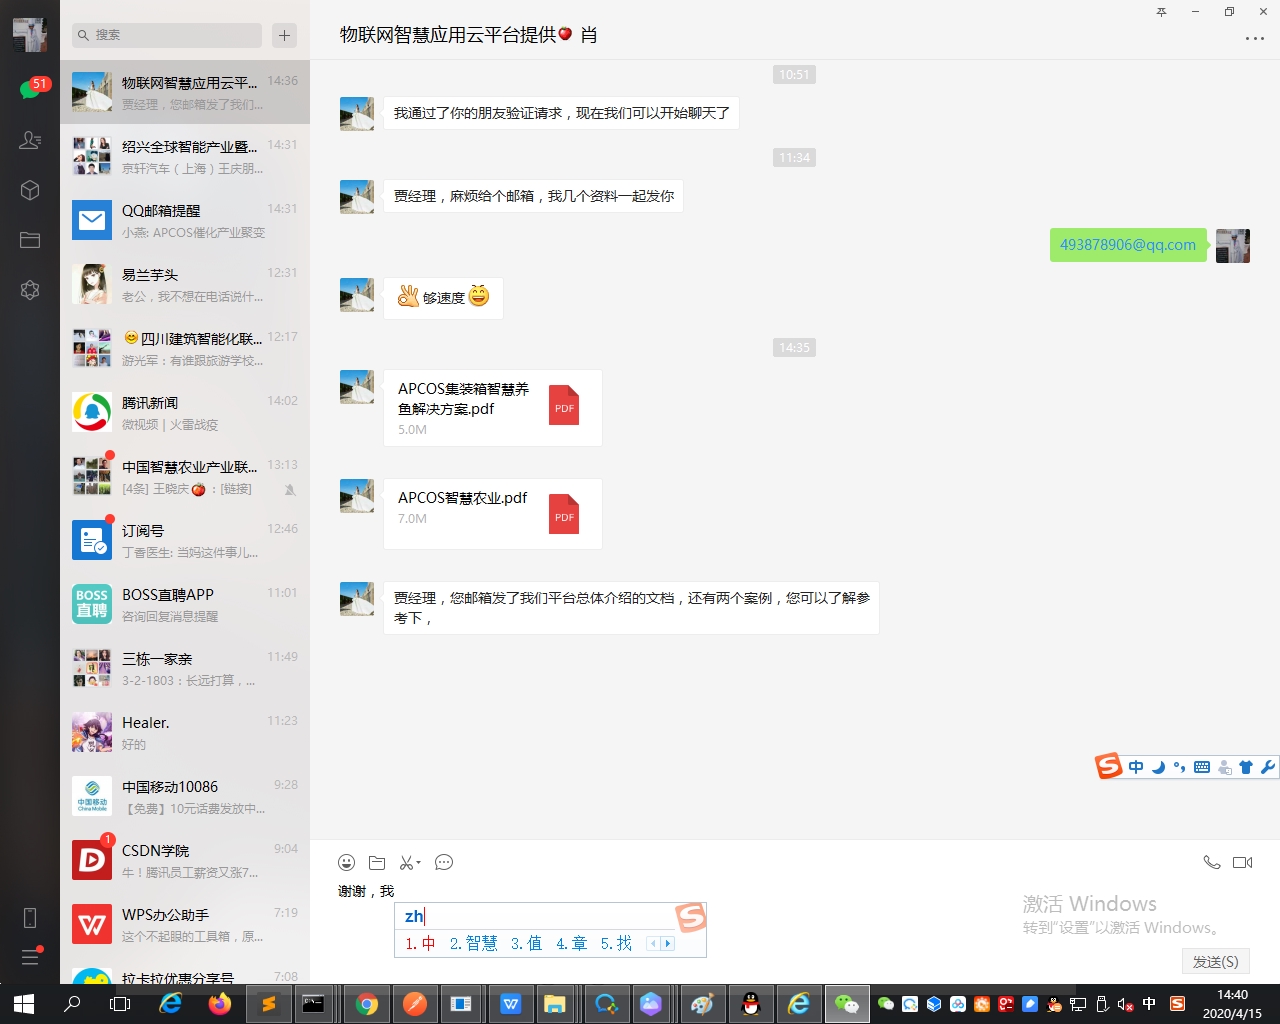 搜索
51
物联网智慧应用云平... 14:36
贾经理，您邮箱发了我们...
绍兴全球智能产业暨... 14:31
京轩汽车（上海）王庆朋...
QQ邮箱提醒 14:31
小燕: APCOS催化产业聚变
易兰芋头 12:31
老公，我不想在电话说什...
四川建筑智能化联... 12:17
游光军：有谁跟旅游学校...
腾讯新闻 14:02
微视频 | 火雷战疫
中国智慧农业产业联... 13:13
[4条] 王晓庆：[链接]
订阅号 12:46
丁香医生: 当妈这件事儿...
BOSS直聘APP 11:01
BOSS
直聘
咨询回复消息提醒
三栋一家亲 11:49
3-2-1803：长远打算，...
Healer. 11:23
好的
中国移动10086 9:28
中国移动
China Mobile
【免费】10元话费发放中...
CSDN学院 9:04
1
牛！腾讯员工薪资又涨7...
WPS办公助手 7:19
这个不起眼的工具箱，原...
拉卡拉优惠分享号 7:08
物联网智慧应用云平台提供 肖
10:51
我通过了你的朋友验证请求，现在我们可以开始聊天了
11:34
贾经理，麻烦给个邮箱，我几个资料一起发你
493878906@qq.com
够速度
14:35
APCOS集装箱智慧养
鱼解决方案.pdf
5.0M
PDF
APCOS智慧农业.pdf
7.0M
PDF
贾经理，您邮箱发了我们平台总体介绍的文档，还有两个案例，您可以了解参
考下，
中
谢谢，我
zh
1.中 2.智慧 3.值 4.章 5.找
激活 Windows
转到"设置"以激活 Windows。
发送(S)
中
14:40
2020/4/15